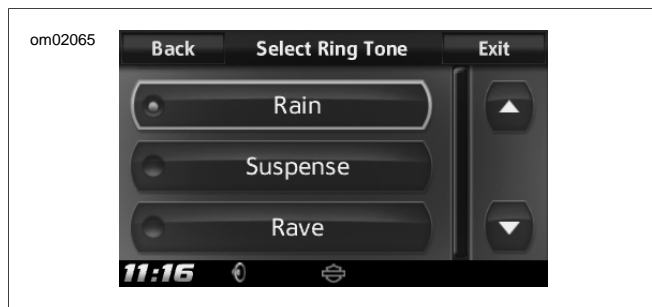 om02065
Back Select Ring Tone Exit
Rain
Suspense
Rave
11:16